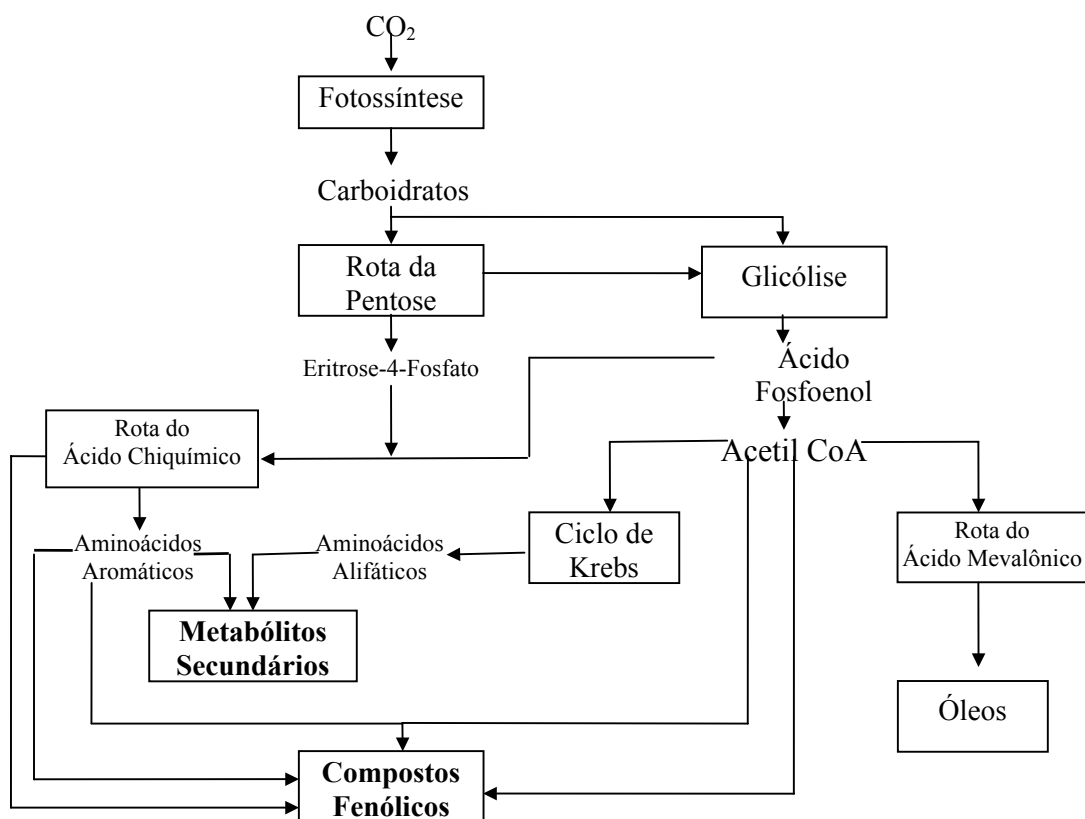 CO₂
Fotossíntese
Carboidratos
Rota da
Pentose
Glicólise
Eritrose-4-Fosfato
Ácido
Fosfoenol
Rota do
Ácido Chiquímico
Acetil CoA
Aminoácidos
Aromáticos
Aminoácidos
Alifáticos
Ciclo de
Krebs
Rota do
Ácido Mevalônico
Metabólitos
Secundários
Óleos
Compostos
Fenólicos